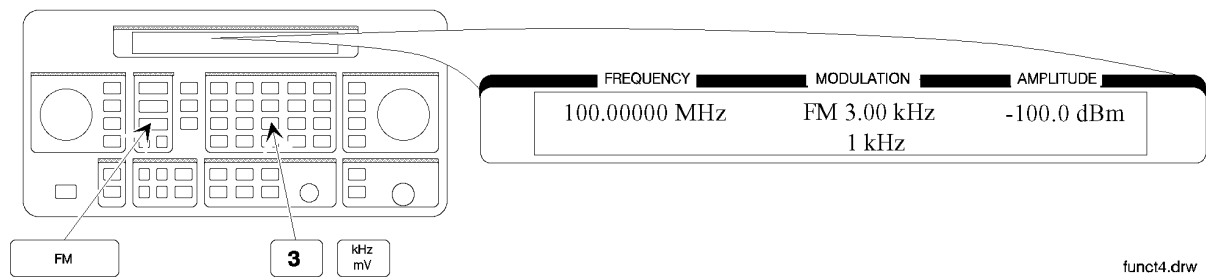 FREQUENCY MODULATION AMPLITUDE
100.00000 MHz FM 3.00 kHz -100.0 dBm
1 kHz
FM 3 kHz
mV
funct4.drw